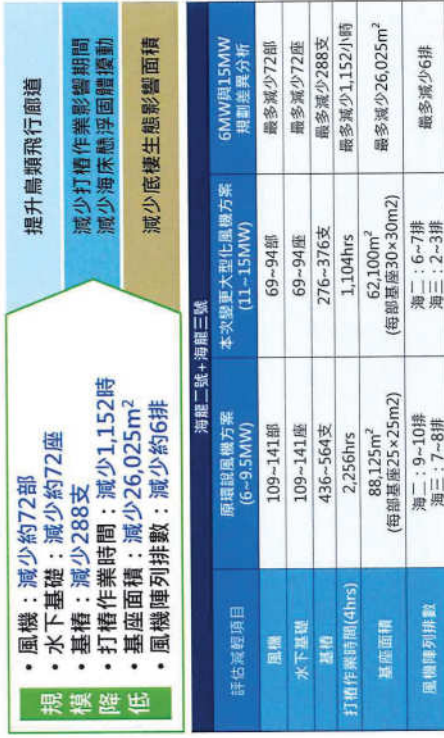 規模降低
• 風機：減少約72部
• 水下基礎：減少約72座
• 基樁：減少288支
• 打樁作業時間：減少1,152時
• 基座面積：減少26,025m²
• 風機陣列排數：減少約6排
提升鳥類飛行廊道
減少打樁作業影響期間
減少海床懸浮固體擾動
減少底棲生態影響面積
海龍二號+海龍三號
評估減輕項目
原環說風機方案
(6~9.5MW)
本次變更大型化風機方案
(11~15MW)
6MW與15MW
規劃差異分析
風機
109~141部
69~94部
最多減少72部
水下基礎
109~141座
69~94座
最多減少72座
基樁
436~564支
276~376支
最多減少288支
打樁作業時間(4hrs)
2,256hrs
1,104hrs
最多減少1,152小時
基座面積
88,125m²
(每部基座25×25m2)
62,100m²
(每部基座30×30m2)
最多減少26,025m²
風機陣列排數
海二：9~10排
海三：7~8排
海二：6~7排
海三：2~3排
最多減少6排